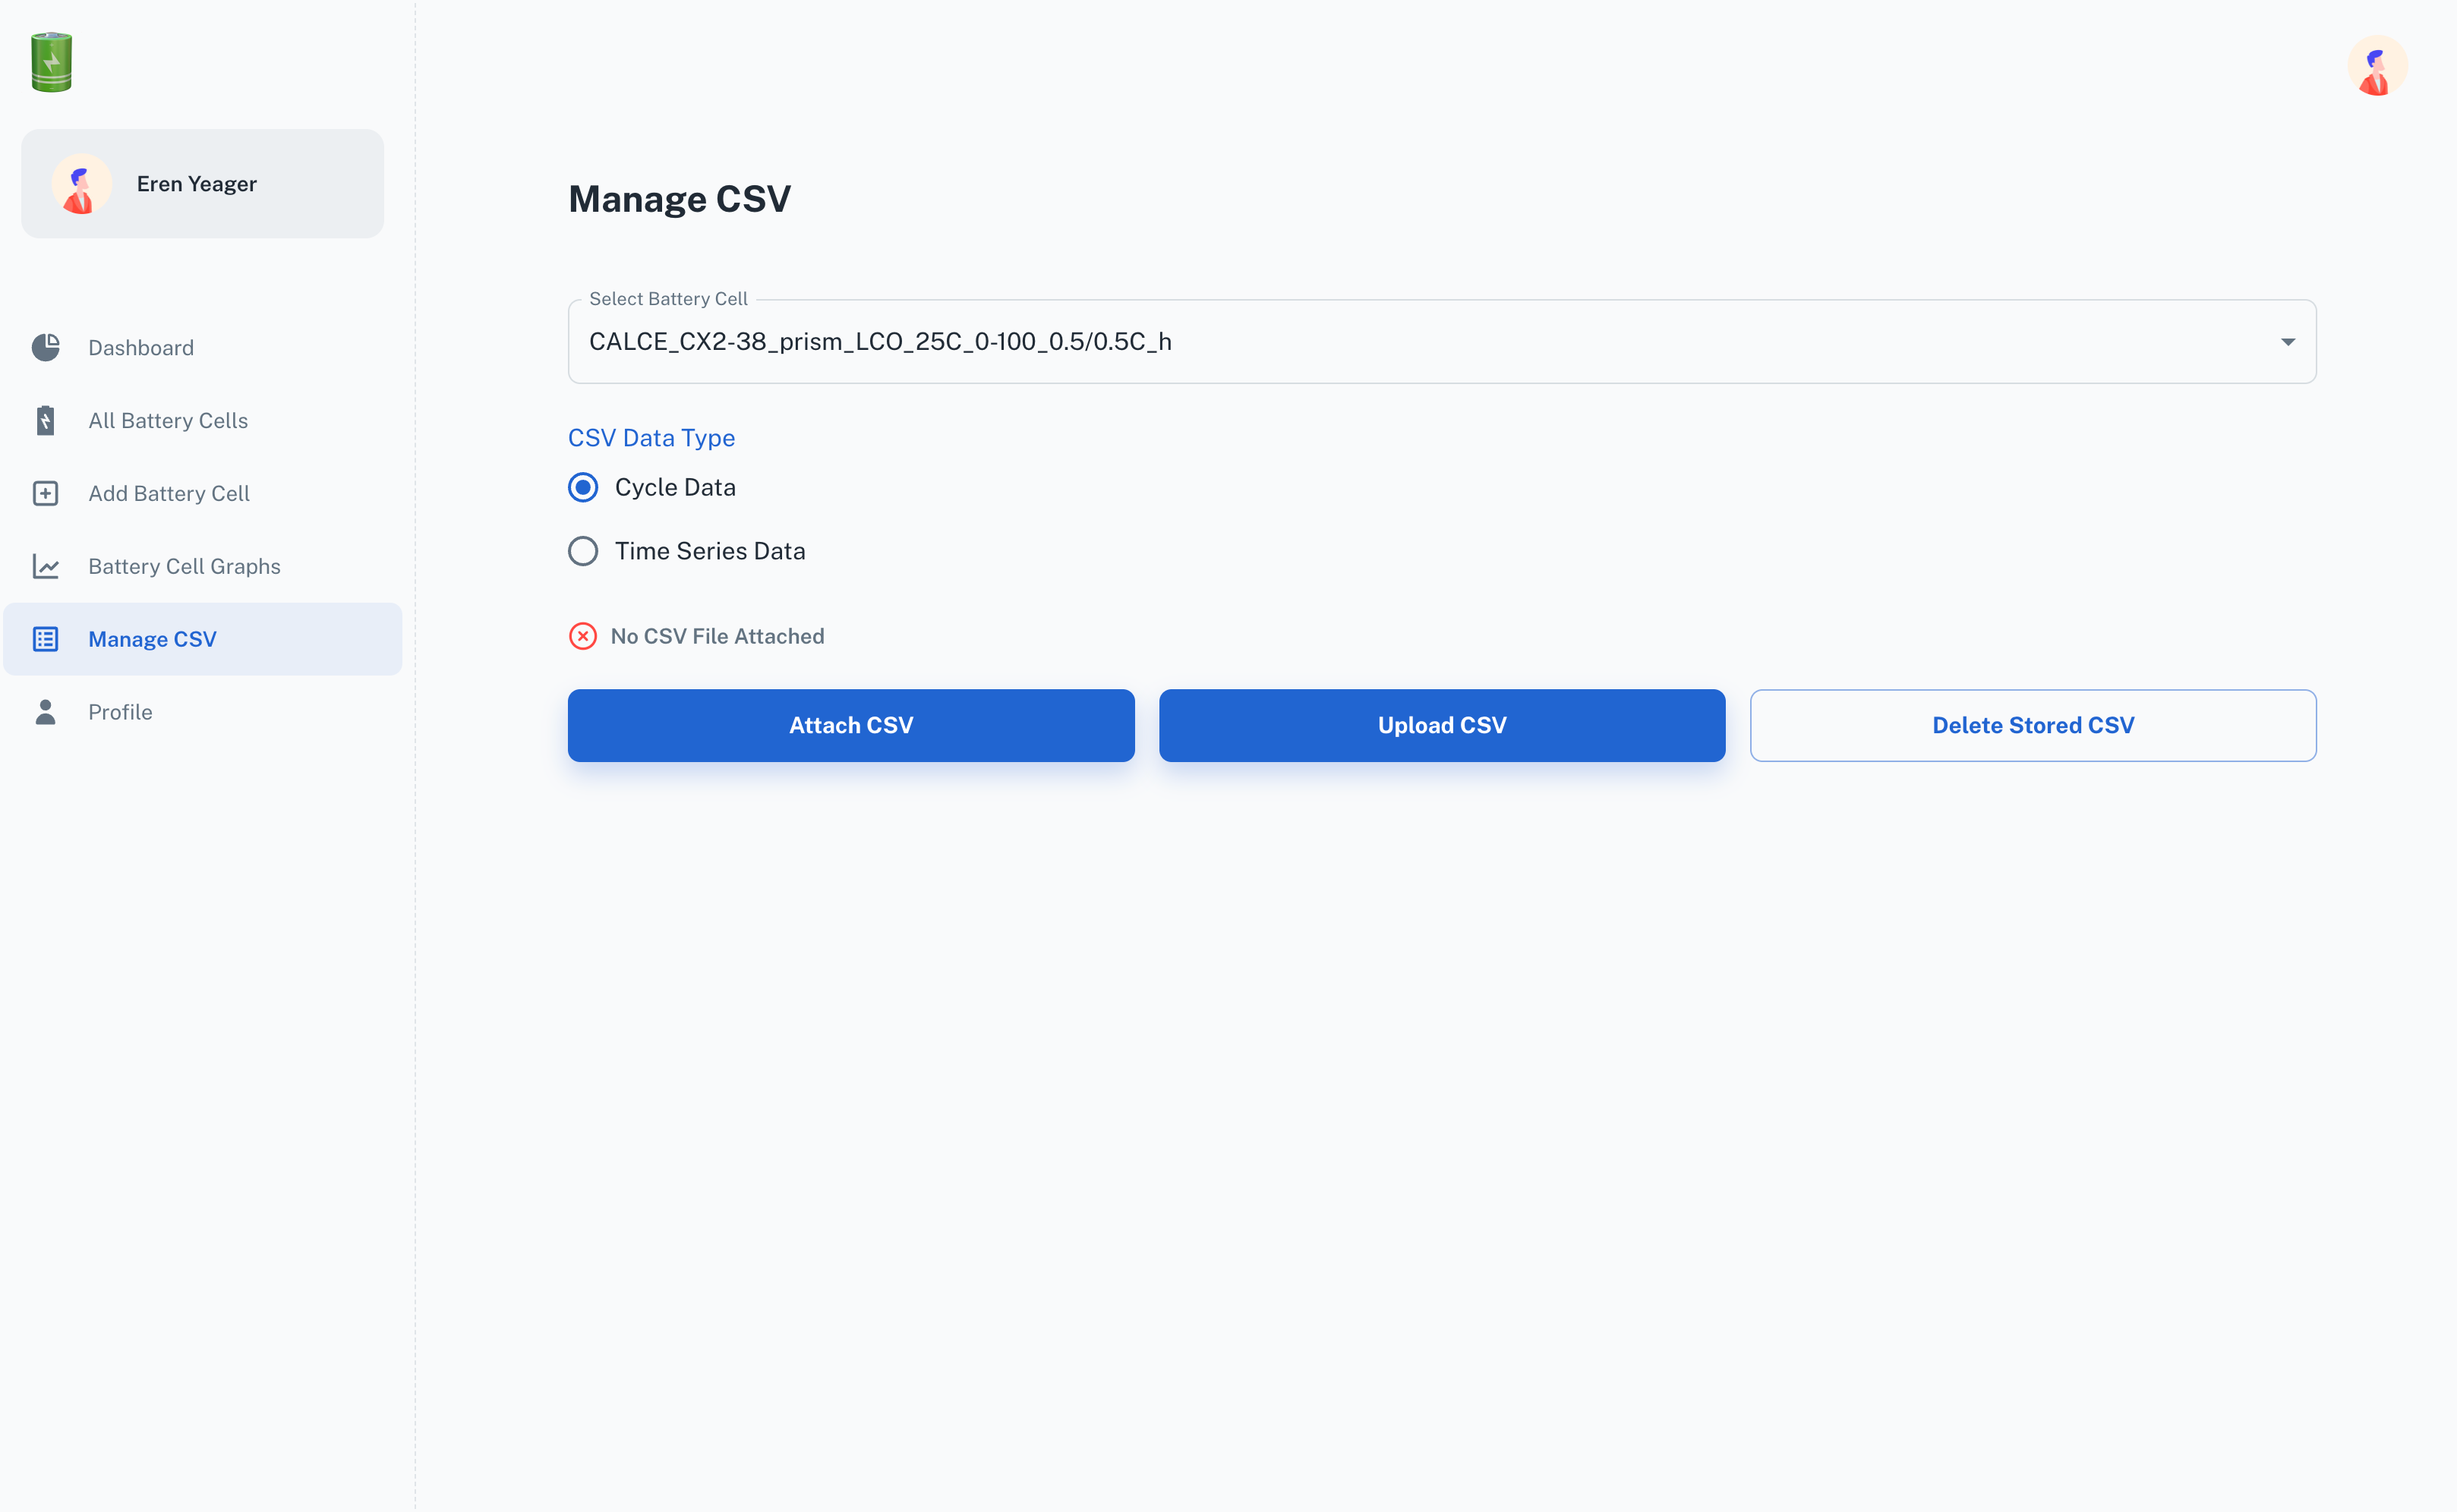 Eren Yeager
Dashboard
All Battery Cells
Add Battery Cell
Battery Cell Graphs
Manage CSV
Profile
Manage CSV
Select Battery Cell
CALCE_CX2-38_prism_LCO_25C_0-100_0.5/0.5C_h
CSV Data Type
Cycle Data
Time Series Data
No CSV File Attached
Attach CSV
Upload CSV
Delete Stored CSV